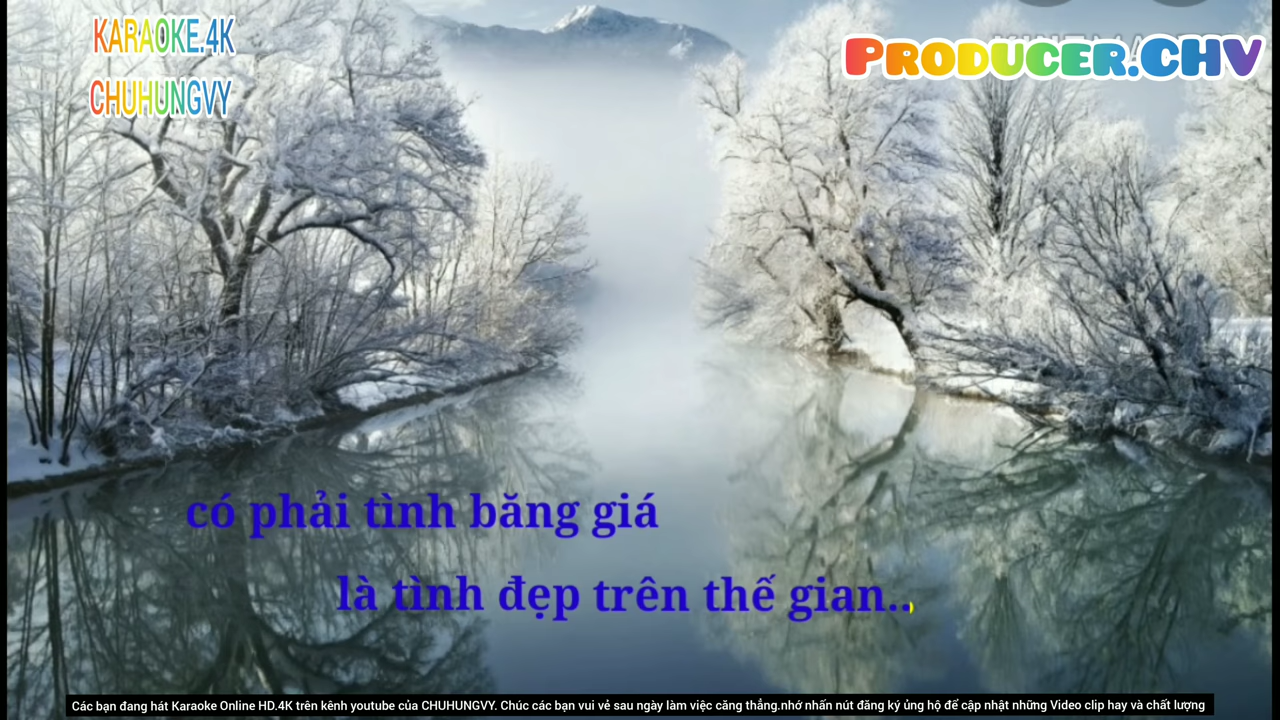 KARAOKE.4K
PRODUCER.CHV
CHUHUNGVY
có phải tình băng giá
là tình đẹp trên thế gian..
Các bạn đang hát Karaoke Online HD.4K trên kênh youtube của CHUHUNGVY. Chúc các bạn vui vẻ sau ngày làm việc căng thẳng.nhớ nhấn nút đăng ký ủng hộ để cập nhật những Video clip hay và chất lượng